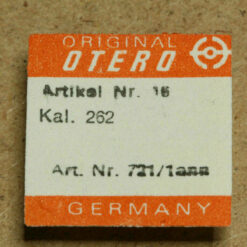 ORIGINAL
OTERO
Artikel Nr. 16
Kal. 262
Art. Nr. 721/1
GERMANY